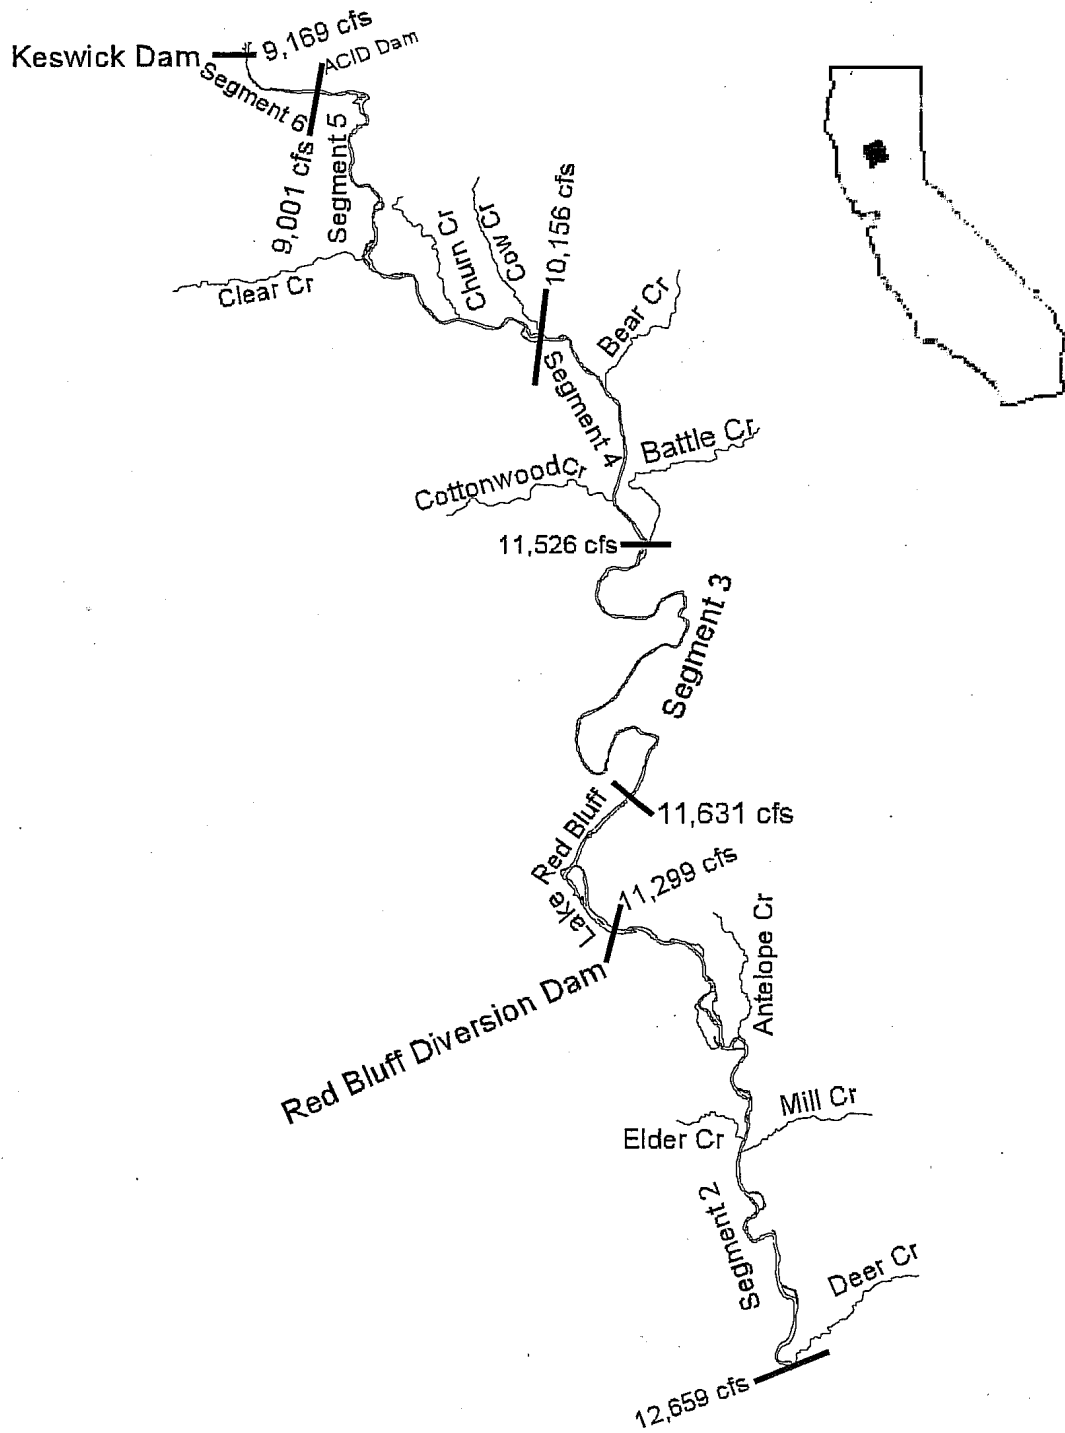 Keswick Dam
9,169 cfs
ACID Dam
Segment 6
9,001 cfs
Segment 5
Clear Cr
Churn Cr
Cow Cr
10,156 cfs
Bear Cr
Segment 4
Battle Cr
Cottonwood Cr
11,526 cfs
Segment 3
11,631 cfs
Lake Red Bluff
11,299 cfs
Red Bluff Diversion Dam
Antelope Cr
Mill Cr
Elder Cr
Segment 2
Deer Cr
12,659 cfs